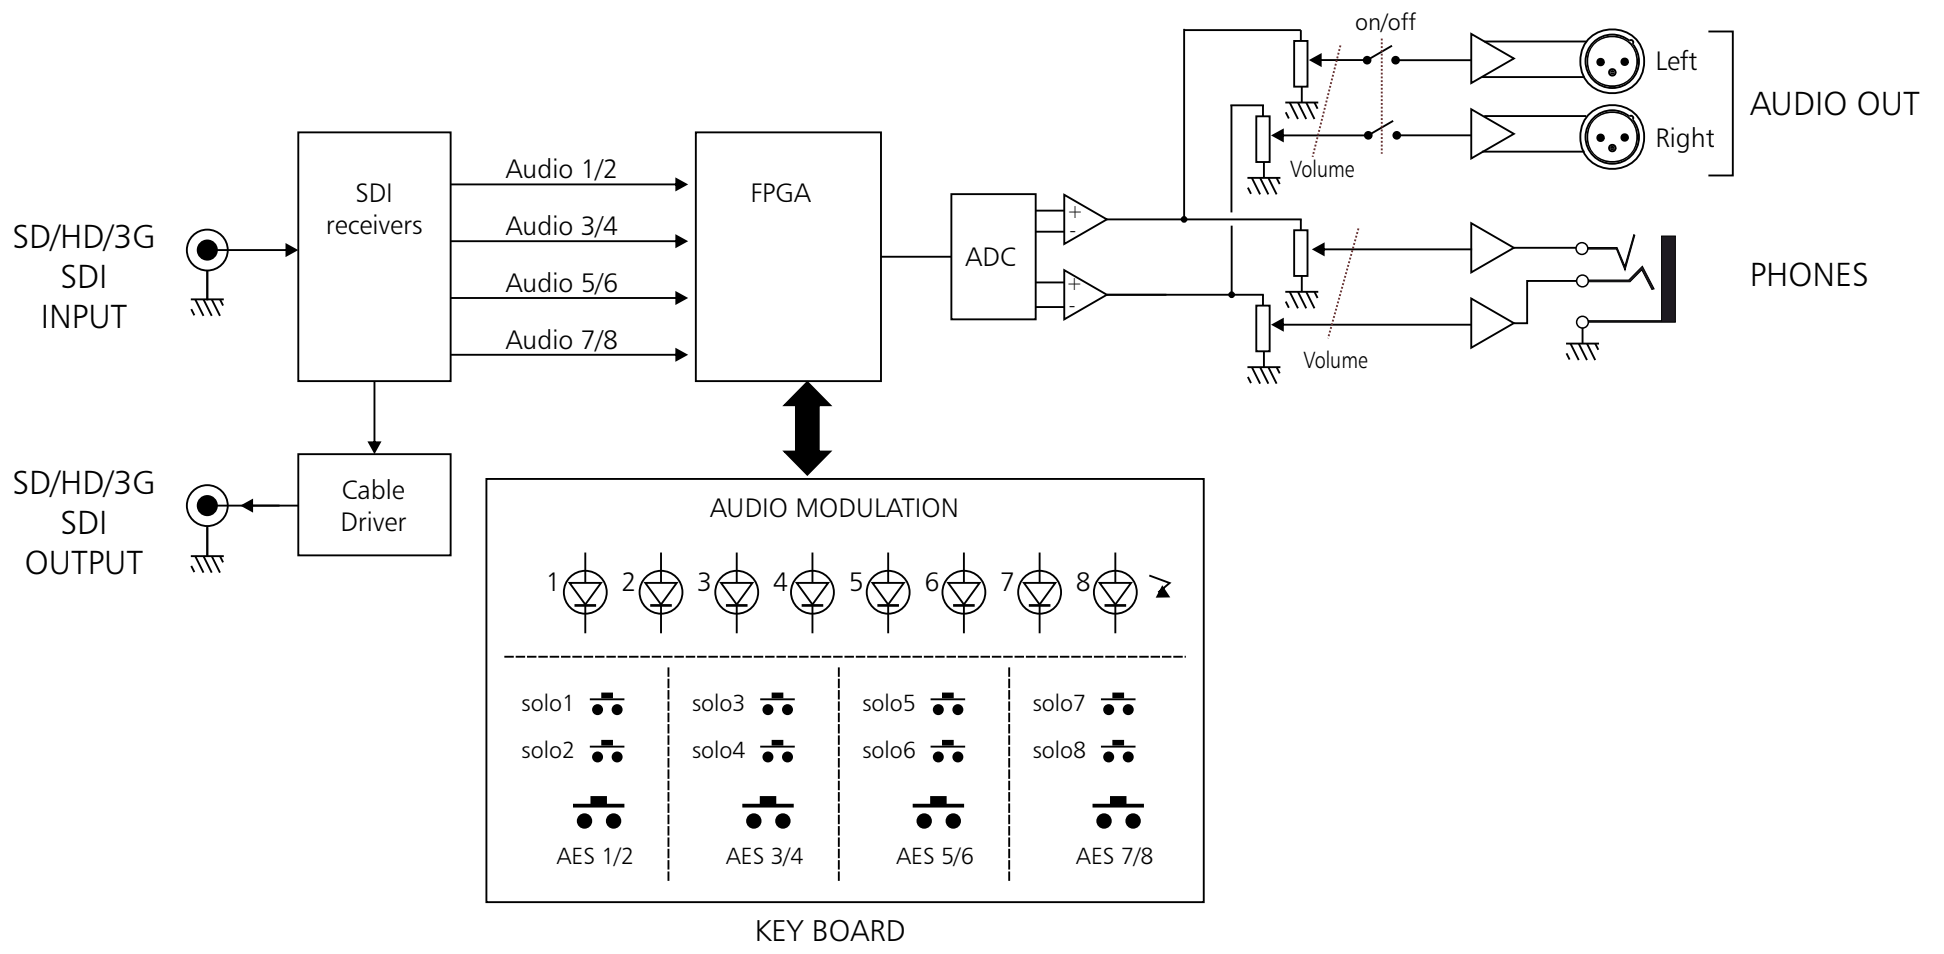 on/off
Left
AUDIO OUT
Right
Volume
SD/HD/3G
SDI
INPUT
SDI
receivers
Audio 1/2
Audio 3/4
Audio 5/6
Audio 7/8
FPGA
ADC
+
-
+
-
PHONES
Volume
SD/HD/3G
SDI
OUTPUT
Cable
Driver
AUDIO MODULATION
1 2 3 4 5 6 7 8
solo1 solo3 solo5 solo7
solo2 solo4 solo6 solo8
AES 1/2 AES 3/4 AES 5/6 AES 7/8
KEY BOARD